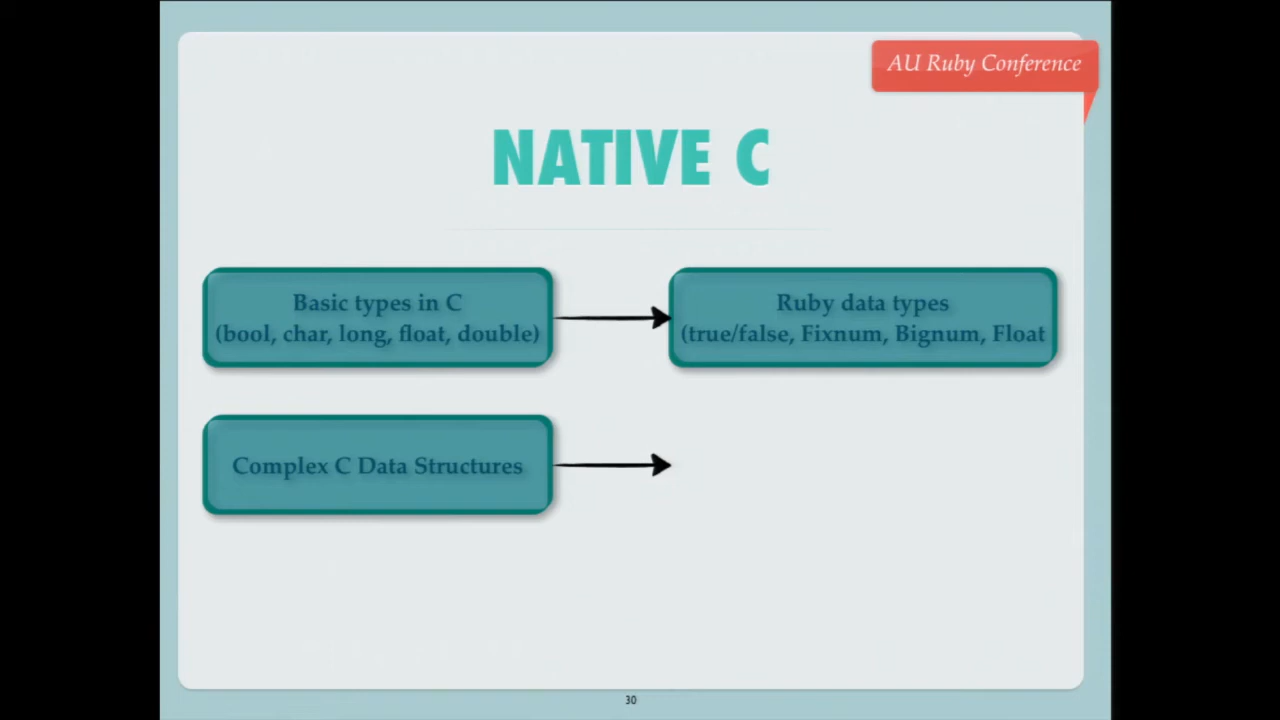 AU Ruby Conference
NATIVE C
Basic types in C
(bool, char, long, float, double)
Ruby data types
(true/false, Fixnum, Bignum, Float
Complex C Data Structures
30